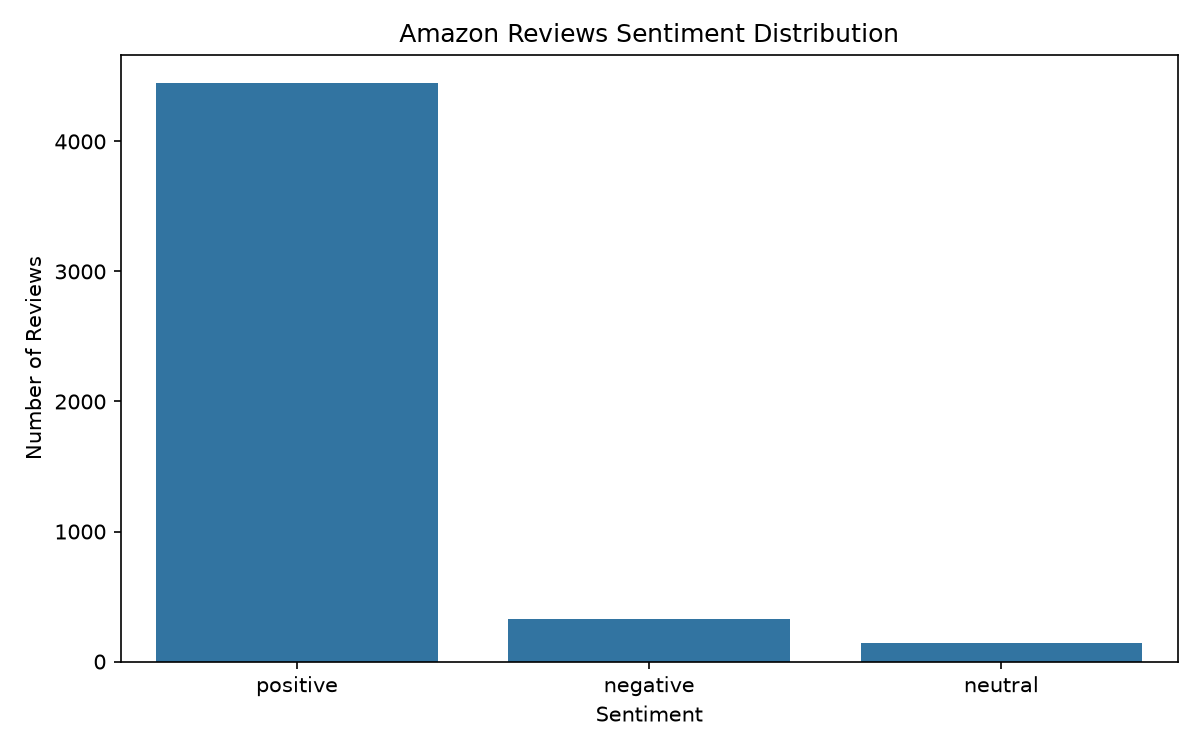 Amazon Reviews Sentiment Distribution
Number of Reviews
4000
3000
2000
1000
0
positive
negative
neutral
Sentiment